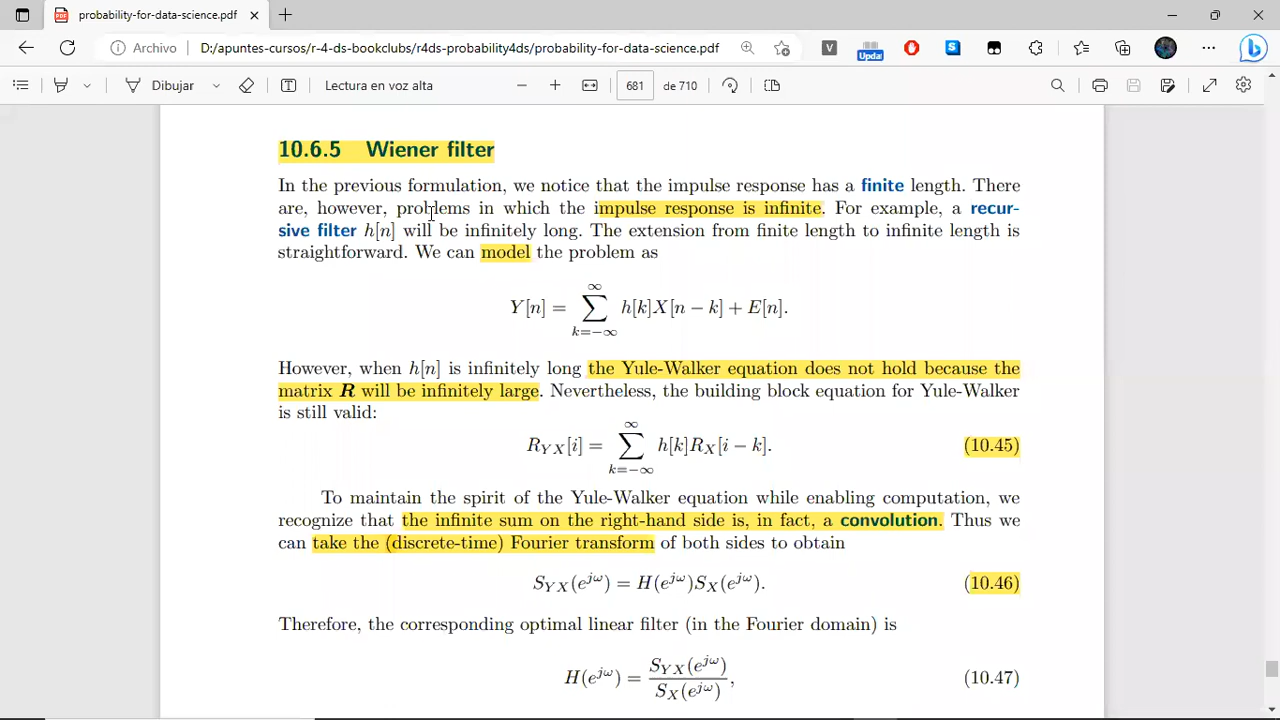 probability-for-data-science.pdf
Archivo D:/apuntes-cursos/r-4-ds-bookclubs/r4ds-probability4ds/probability-for-data-science.pdf
V Updat S
Dibujar Lectura en voz alta 681 de 710
10.6.5 Wiener filter
In the previous formulation, we notice that the impulse response has a finite length. There
are, however, problems in which the impulse response is infinite. For example, a recur-
sive filter h[n] will be infinitely long. The extension from finite length to infinite length is
straightforward. We can model the problem as
Y[n] = ∑_{k=−∞}^{∞} h[k]X[n − k] + E[n].
However, when h[n] is infinitely long the Yule-Walker equation does not hold because the
matrix R will be infinitely large. Nevertheless, the building block equation for Yule-Walker
is still valid:
R_{YX}[i] = ∑_{k=−∞}^{∞} h[k]R_X[i − k]. (10.45)
To maintain the spirit of the Yule-Walker equation while enabling computation, we
recognize that the infinite sum on the right-hand side is, in fact, a convolution. Thus we
can take the (discrete-time) Fourier transform of both sides to obtain
S_{YX}(e^{jω}) = H(e^{jω})S_X(e^{jω}). (10.46)
Therefore, the corresponding optimal linear filter (in the Fourier domain) is
H(e^{jω}) = S_{YX}(e^{jω}) / S_X(e^{jω}), (10.47)